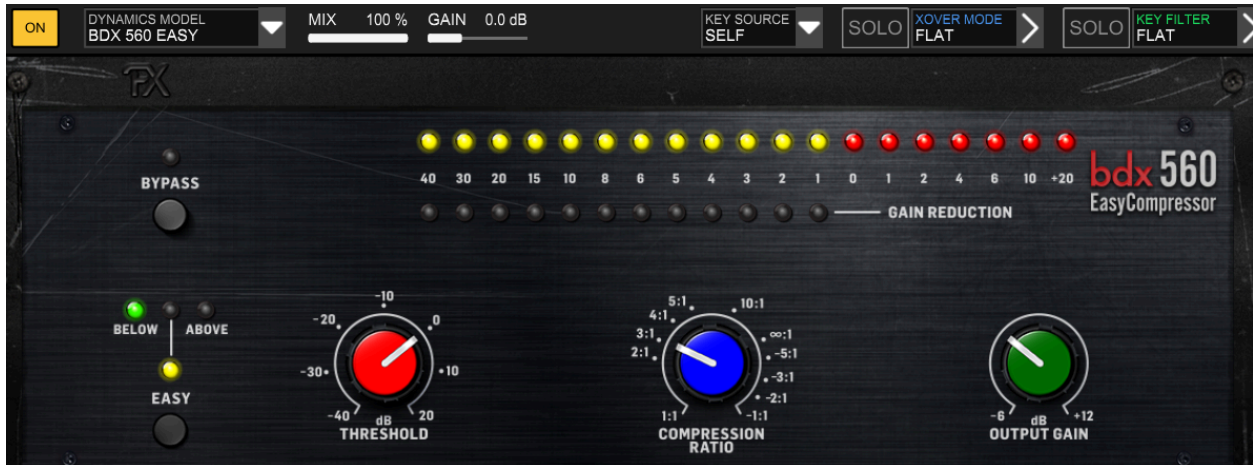 ON
DYNAMICS MODEL
BDX 560 EASY
MIX 100 %
GAIN 0.0 dB
KEY SOURCE
SELF
SOLO
XOVER MODE
FLAT
SOLO
KEY FILTER
FLAT
TFX
BYPASS
40 30 20 15 10 8 6 5 4 3 2 1 0 1 2 4 6 10 +20
GAIN REDUCTION
bdx 560
EasyCompressor
BELOW ABOVE
EASY
-40 -30 -20 -10 0 10 20
dB
THRESHOLD
1:1 2:1 3:1 4:1 5:1 10:1 ∞:1 -5:1 -3:1 -2:1 -1:1
COMPRESSION
RATIO
-6 dB +12
OUTPUT GAIN